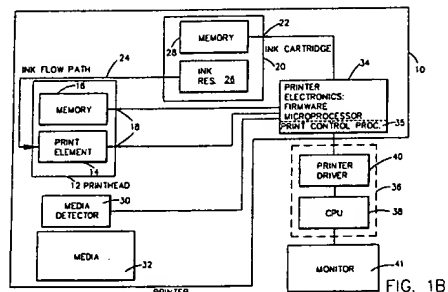 INK FLOW PATH
24
28
MEMORY
22
INK CARTRIDGE
20
INK RES. 26
10
16
MEMORY
18
PRINT ELEMENT
14
12 PRINTHEAD
34
PRINTER ELECTRONICS:
FIRMWARE
MICROPROCESSOR
35
PRINT CONTROL PROC.
MEDIA DETECTOR
30
MEDIA
32
40
PRINTER DRIVER
36
CPU
38
MONITOR
41
PRINTER
FIG. 1B